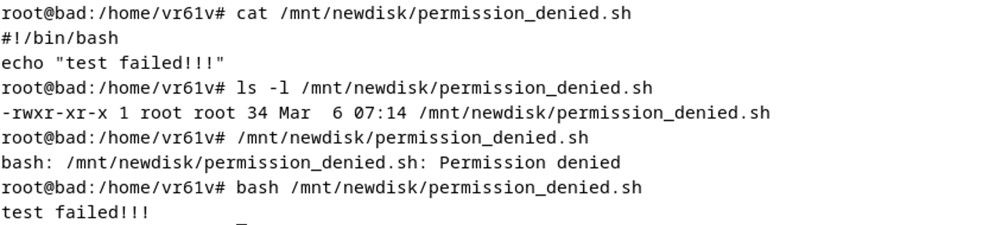 root@bad:/home/vr61v# cat /mnt/newdisk/permission_denied.sh
#!/bin/bash
echo "test failed!!!"
root@bad:/home/vr61v# ls -l /mnt/newdisk/permission_denied.sh
-rwxr-xr-x 1 root root 34 Mar  6 07:14 /mnt/newdisk/permission_denied.sh
root@bad:/home/vr61v# /mnt/newdisk/permission_denied.sh
bash: /mnt/newdisk/permission_denied.sh: Permission denied
root@bad:/home/vr61v# bash /mnt/newdisk/permission_denied.sh
test failed!!!